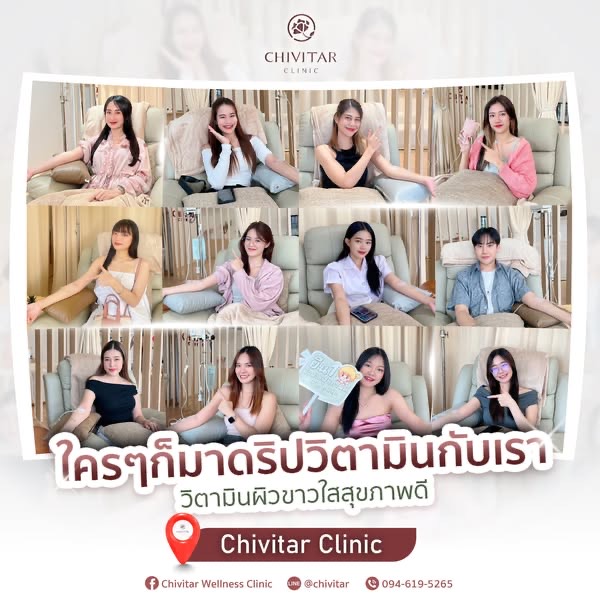 CHIVITAR
CLINIC
ใครๆก็มาดริปวิตามินกับเรา
วิตามินผิวขาวใสสุขภาพดี
Chivitar Clinic
Chivitar Wellness Clinic
LINE @chivitar
094-619-5265